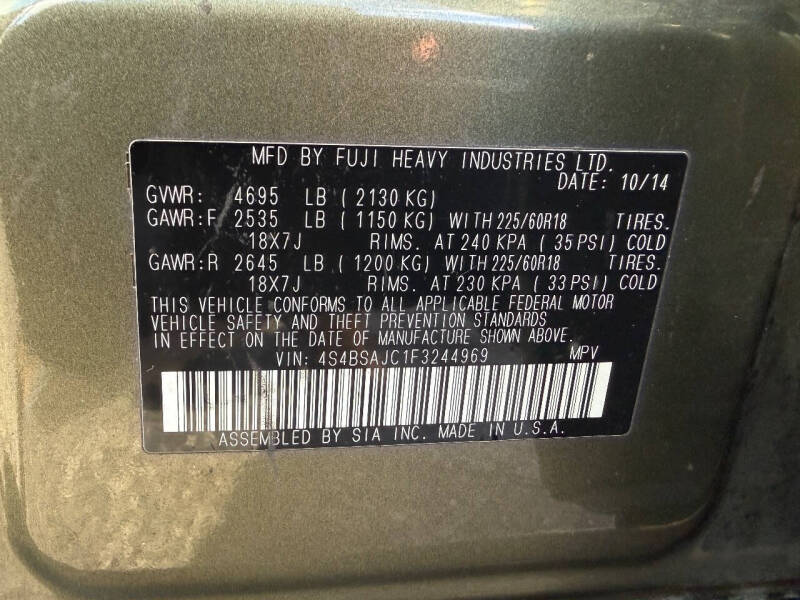 MFD BY FUJI HEAVY INDUSTRIES LTD.
DATE: 10/14
GVWR: 4695 LB ( 2130 KG)
GAWR:F 2535 LB ( 1150 KG) WITH 225/60R18 TIRES.
18X7J RIMS. AT 240 KPA ( 35 PSI) COLD
GAWR:R 2645 LB ( 1200 KG) WITH 225/60R18 TIRES.
18X7J RIMS. AT 230 KPA ( 33 PSI) COLD
THIS VEHICLE CONFORMS TO ALL APPLICABLE FEDERAL MOTOR
VEHICLE SAFETY AND THEFT PREVENTION STANDARDS
IN EFFECT ON THE DATE OF MANUFACTURE SHOWN ABOVE.
VIN: 4S4BSAJC1F3244969 MPV
ASSEMBLED BY SIA INC. MADE IN U.S.A.